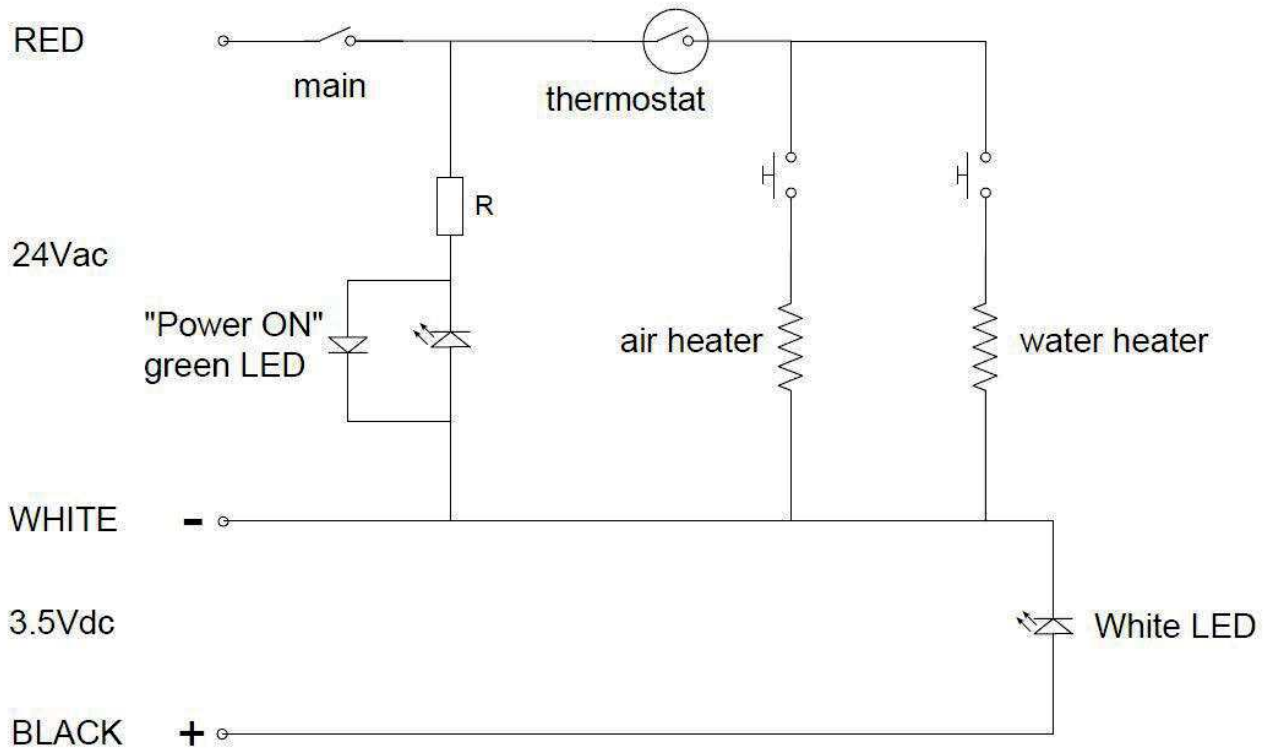 RED
main
thermostat
R
24Vac
"Power ON"
green LED
air heater
water heater
WHITE -
3.5Vdc
White LED
BLACK +